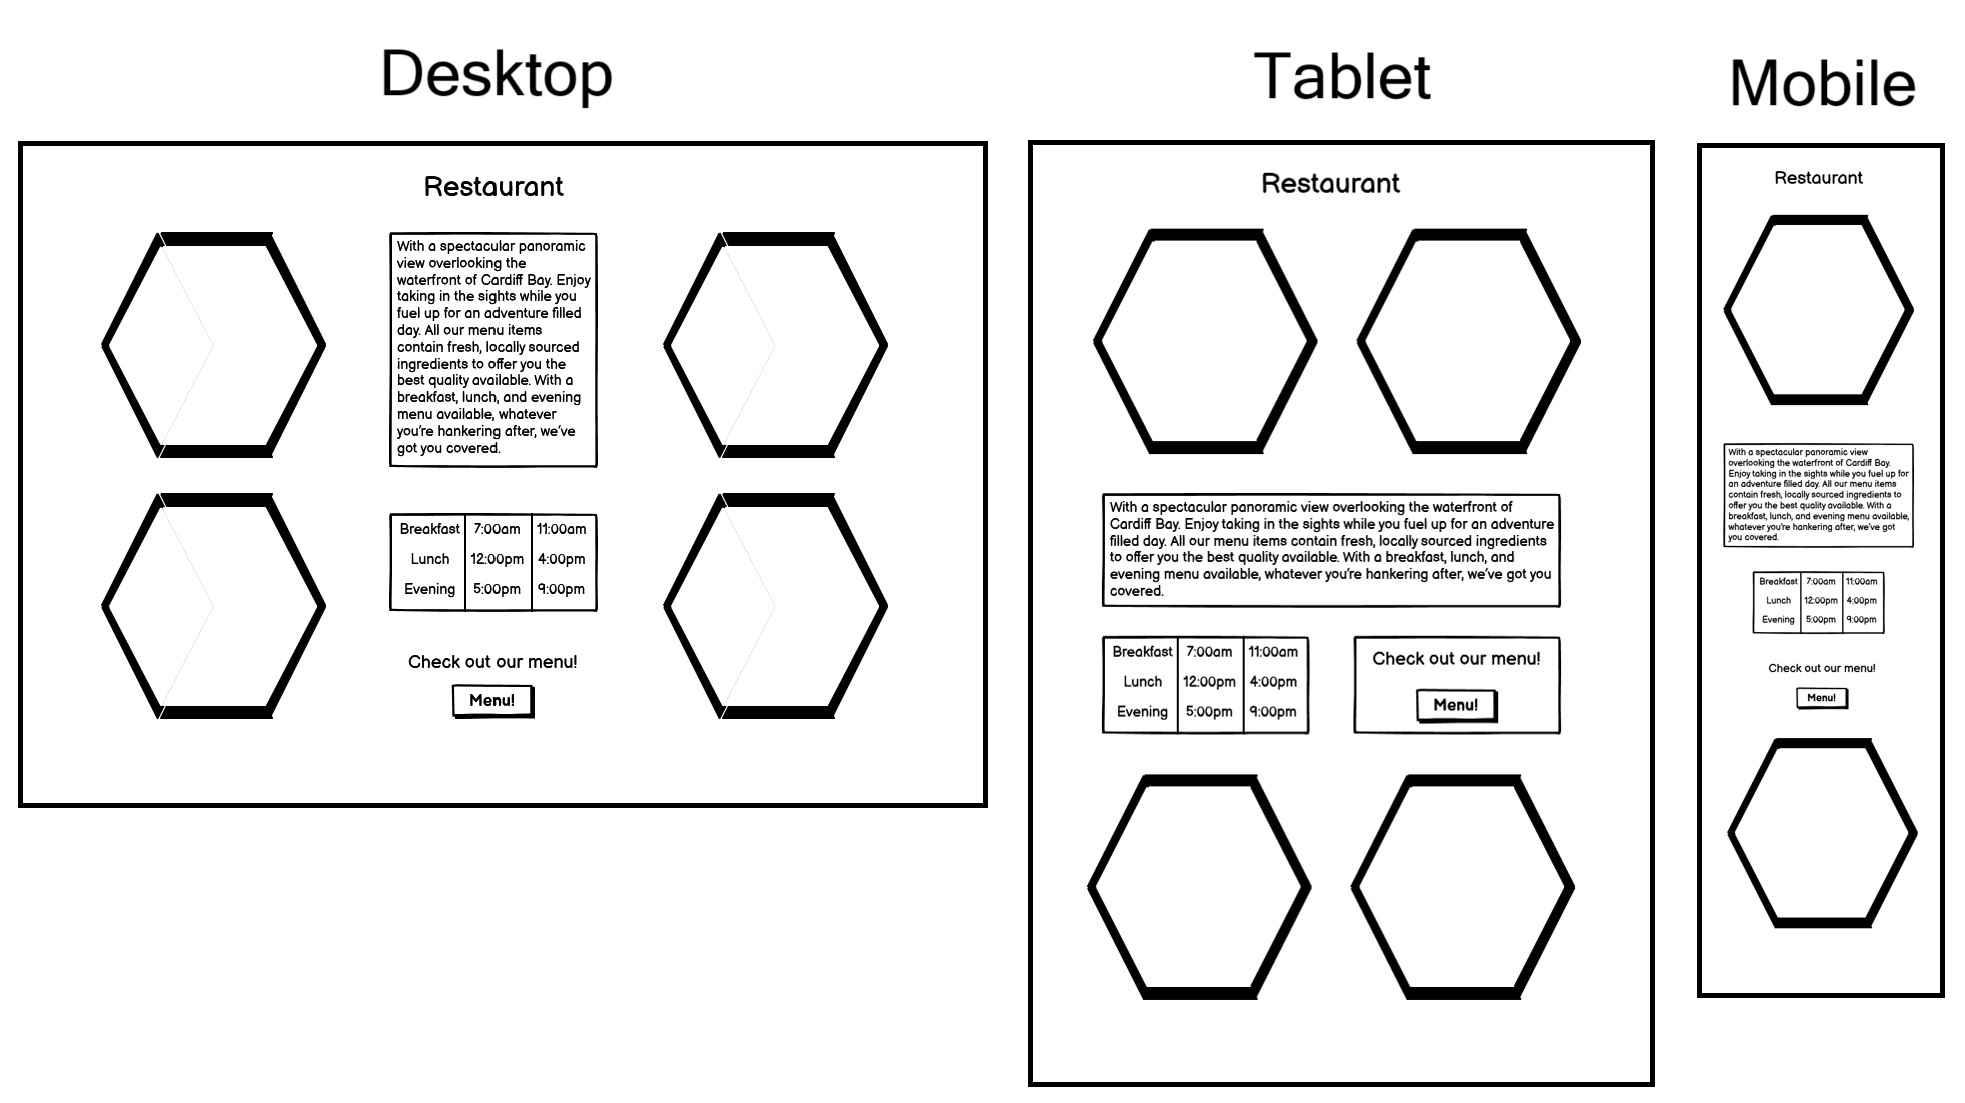 Desktop
Restaurant
With a spectacular panoramic
view overlooking the
waterfront of Cardiff Bay. Enjoy
taking in the sights while you
fuel up for an adventure filled
day. All our menu items
contain fresh, locally sourced
ingredients to offer you the
best quality available. With a
breakfast, lunch, and evening
menu available, whatever
you're hankering after, we've
got you covered.
Breakfast 7:00am 11:00am
Lunch 12:00pm 4:00pm
Evening 5:00pm 9:00pm
Check out our menu!
Menu!
Tablet
Restaurant
With a spectacular panoramic view overlooking the waterfront of
Cardiff Bay. Enjoy taking in the sights while you fuel up for an adventure
filled day. All our menu items contain fresh, locally sourced ingredients
to offer you the best quality available. With a breakfast, lunch, and
evening menu available, whatever you're hankering after, we've got you
covered.
Breakfast 7:00am 11:00am
Lunch 12:00pm 4:00pm
Evening 5:00pm 9:00pm
Check out our menu!
Menu!
Mobile
Restaurant
With a spectacular panoramic view
overlooking the waterfront of Cardiff Bay.
Enjoy taking in the sights while you fuel up for
an adventure filled day. All our menu items
contain fresh, locally sourced ingredients to
offer you the best quality available. With a
breakfast, lunch, and evening menu available,
whatever you're hankering after, we've got
you covered.
Breakfast 7:00am 11:00am
Lunch 12:00pm 4:00pm
Evening 5:00pm 9:00pm
Check out our menu!
Menu!